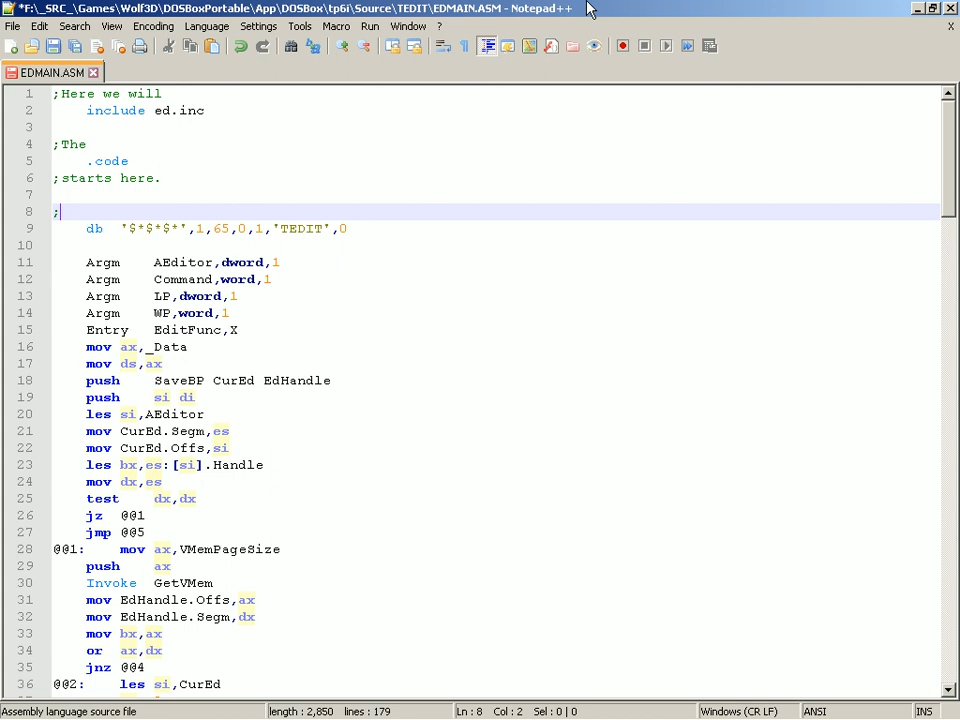 *F:\_SRC_\Games\Wolf3D\DOSBoxPortable\App\DOSBox\tp6i\Source\TEDIT\EDMAIN.ASM - Notepad++
File Edit Search View Encoding Language Settings Tools Macro Run Window ? X
EDMAIN.ASM
1 ;Here we will
2 include ed.inc
3
4 ;The
5 .code
6 ;starts here.
7
8 ;
9 db '$*$*$*',1,65,0,1,'TEDIT',0
10
11 Argm AEditor,dword,1
12 Argm Command,word,1
13 Argm LP,dword,1
14 Argm WP,word,1
15 Entry EditFunc,X
16 mov ax,_Data
17 mov ds,ax
18 push SaveBP CurEd EdHandle
19 push si di
20 les si,AEditor
21 mov CurEd.Segm,es
22 mov CurEd.Offs,si
23 les bx,es:[si].Handle
24 mov dx,es
25 test dx,dx
26 jz @@1
27 jmp @@5
28 @@1: mov ax,VMemPageSize
29 push ax
30 Invoke GetVMem
31 mov EdHandle.Offs,ax
32 mov EdHandle.Segm,dx
33 mov bx,ax
34 or ax,dx
35 jnz @@4
36 @@2: les si,CurEd
Assembly language source file length : 2,850 lines : 179 Ln : 8 Col : 2 Sel : 0 | 0 Windows (CR LF) ANSI INS